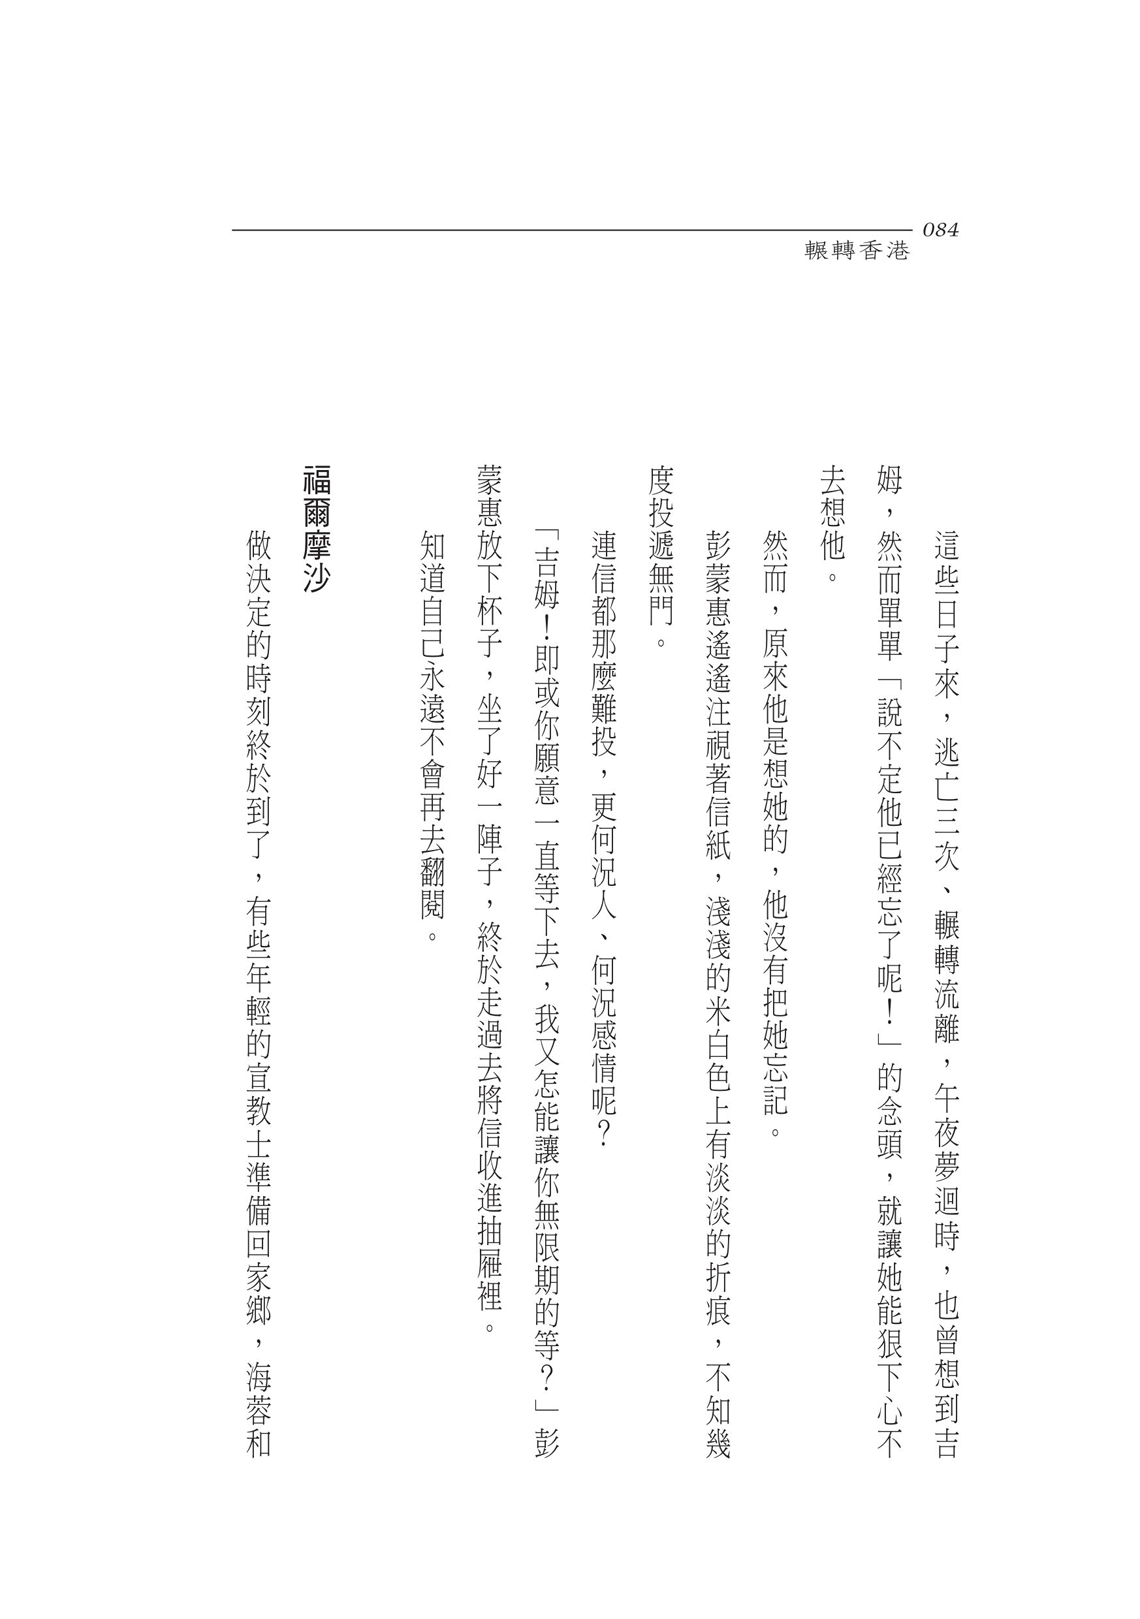 084
輾轉香港
這些日子來，逃亡三次、輾轉流離，午夜夢迴時，也曾想到吉
姆，然而單單「說不定他已經忘了呢！」的念頭，就讓她能狠下心不
去想他。
然而，原來他是想她的，他沒有把她忘記。
彭蒙惠遙遙注視著信紙，淺淺的米白色上有淡淡的折痕，不知幾
度投遞無門。
連信都那麼難投，更何況人、何況感情呢？
「吉姆！即或你願意一直等下去，我又怎能讓你無限期的等？」彭
蒙惠放下杯子，坐了好一陣子，終於走過去將信收進抽屜裡。
知道自己永遠不會再去翻閱。
福爾摩沙
做決定的時刻終於到了，有些年輕的宣教士準備回家鄉，海蓉和